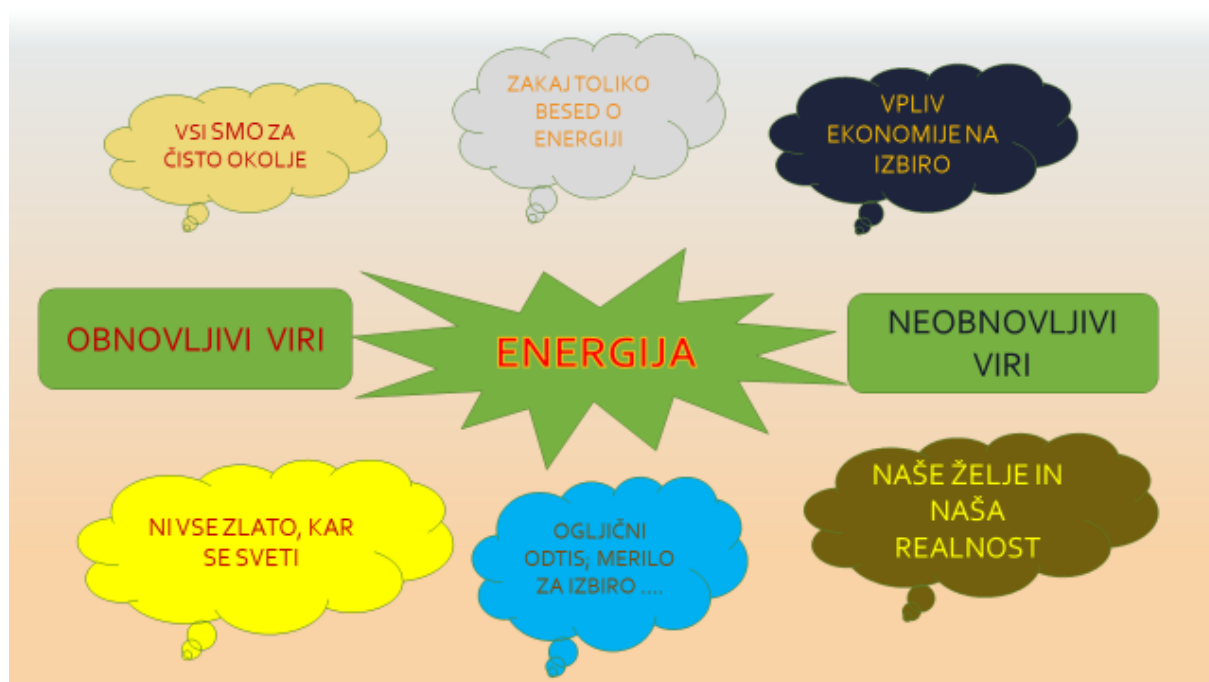 VSI SMO ZA
ČISTO OKOLJE
ZAKAJ TOLIKO
BESED O
ENERGIJI
VPLIV
EKONOMIJE NA
IZBIRO
OBNOVLJIVI VIRI
ENERGIJA
NEOBNOVLJIVI
VIRI
NI VSE ZLATO, KAR
SE SVETI
OGLJIČNI
ODTIS; MERILO
ZA IZBIRO ....
NAŠE ŽELJE IN
NAŠA
REALNOST